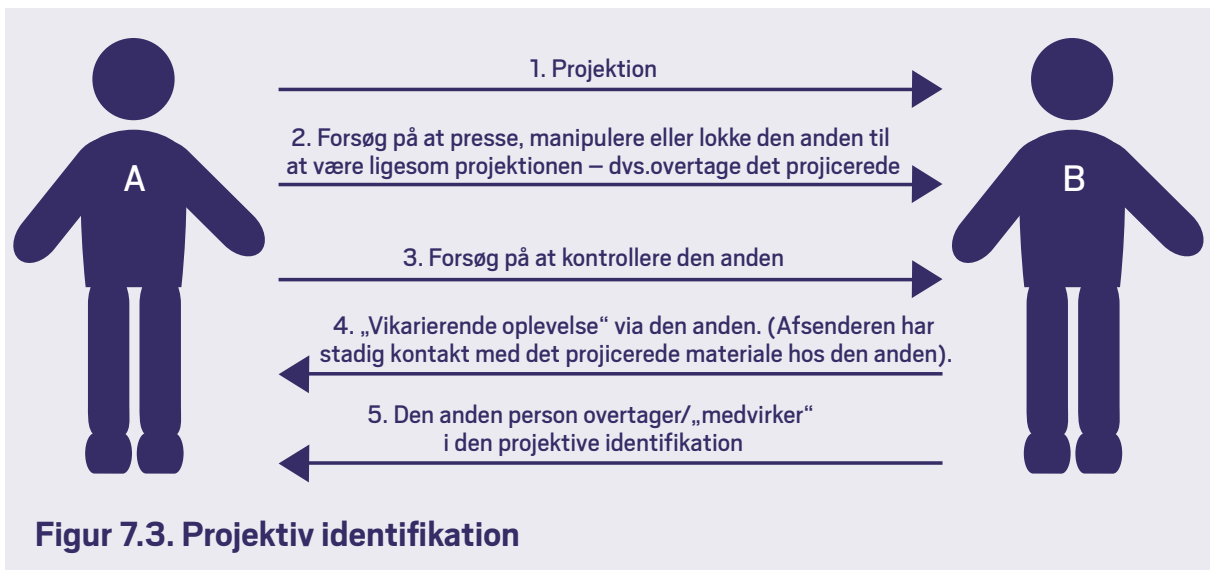 A
B
1. Projektion
2. Forsøg på at presse, manipulere eller lokke den anden til
at være ligesom projektionen – dvs.overtage det projicerede
3. Forsøg på at kontrollere den anden
4. „Vikarierende oplevelse“ via den anden. (Afsenderen har
stadig kontakt med det projicerede materiale hos den anden).
5. Den anden person overtager/„medvirker“
i den projektive identifikation
Figur 7.3. Projektiv identifikation